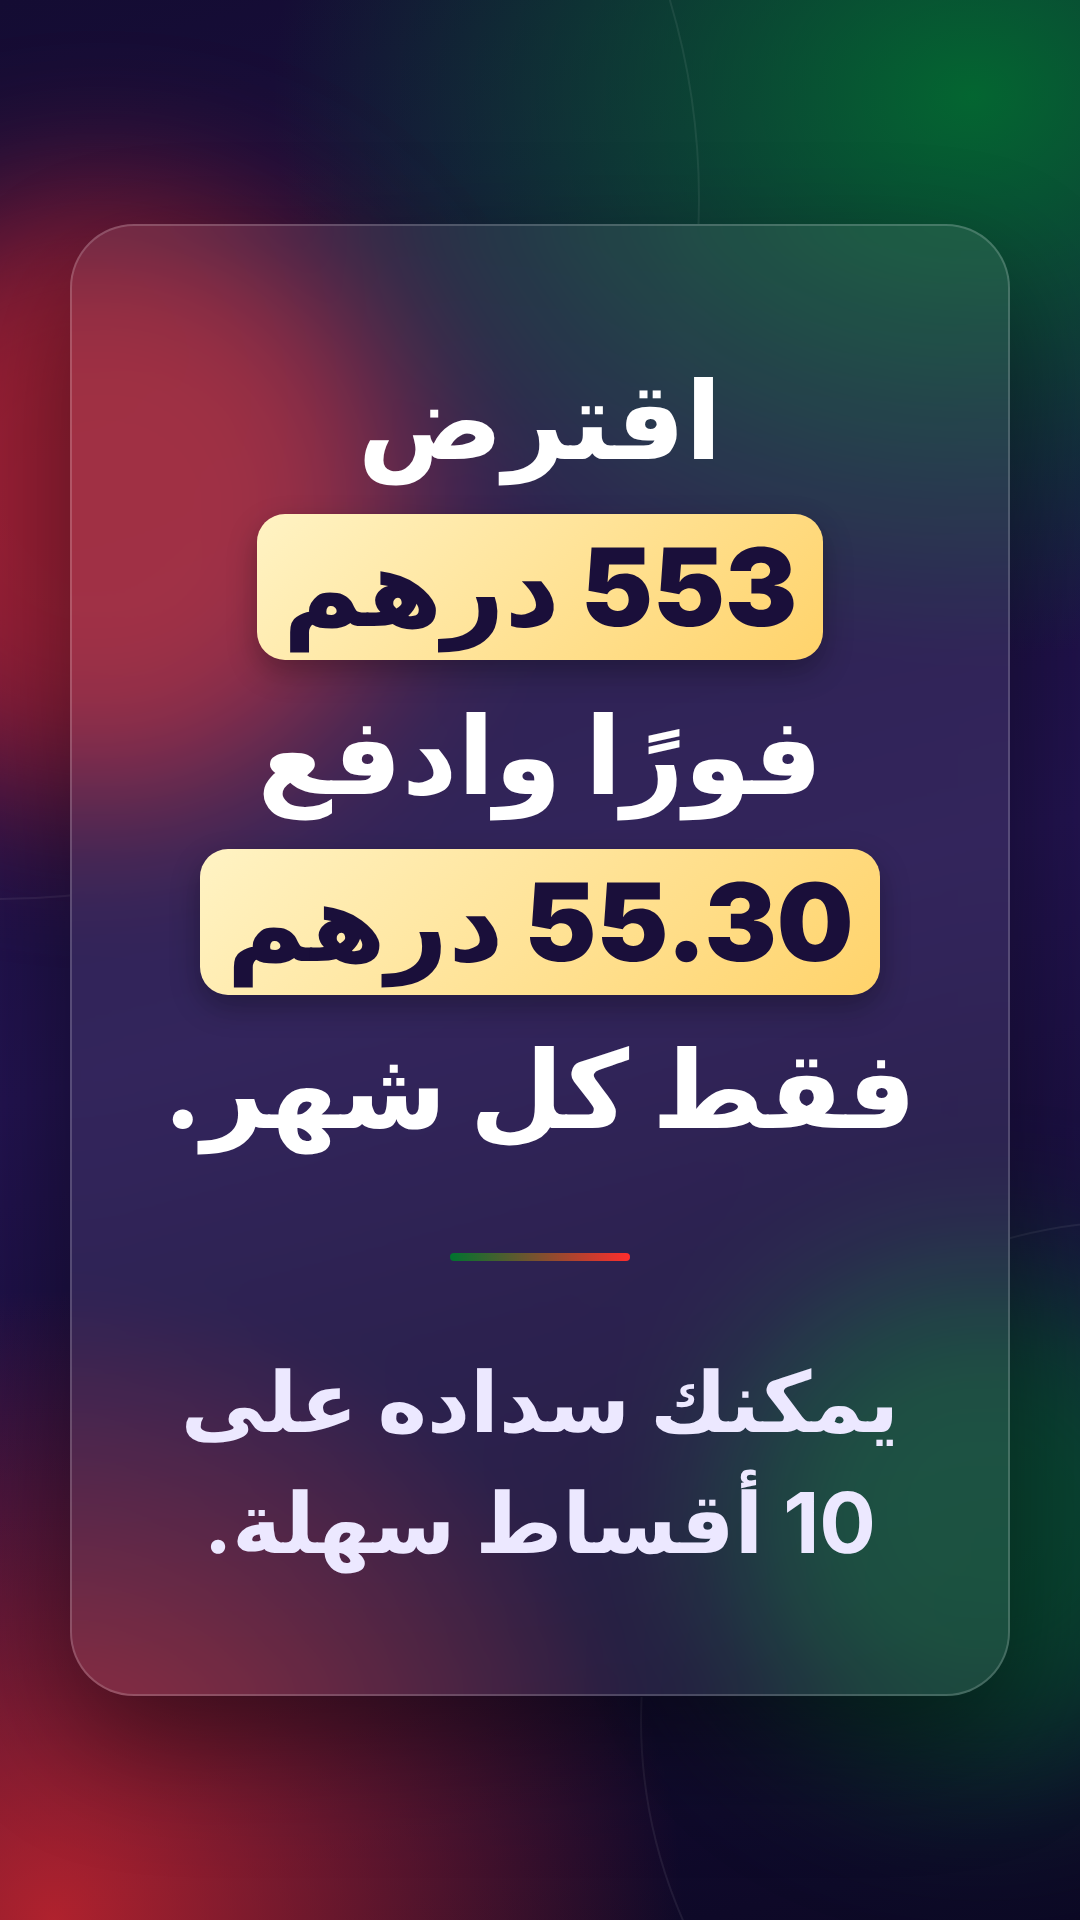 اقترض
553 درهم
فورًا وادفع
55.30 درهم
فقط كل شهر.
يمكنك سداده على
10 أقساط سهلة.